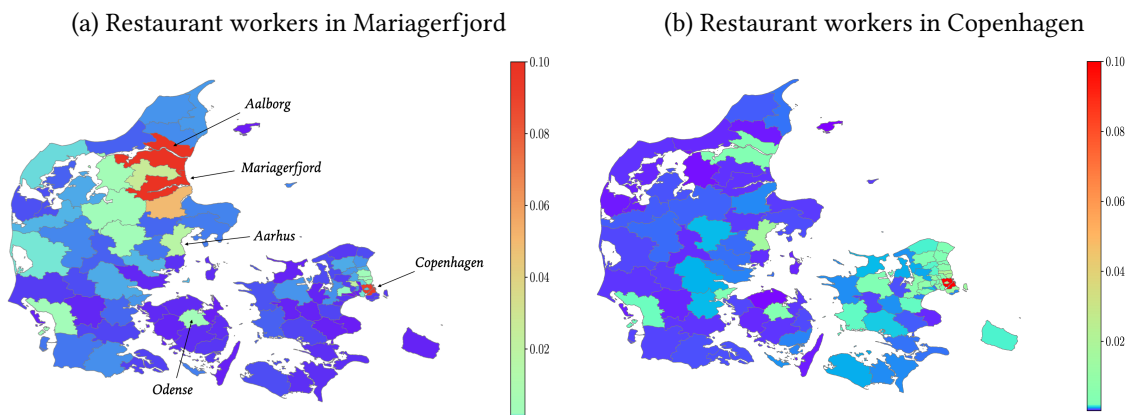 (a) Restaurant workers in Mariagerfjord
(b) Restaurant workers in Copenhagen
Aalborg
Mariagerfjord
Aarhus
Copenhagen
Odense
0.10
0.08
0.06
0.04
0.02
0.10
0.08
0.06
0.04
0.02